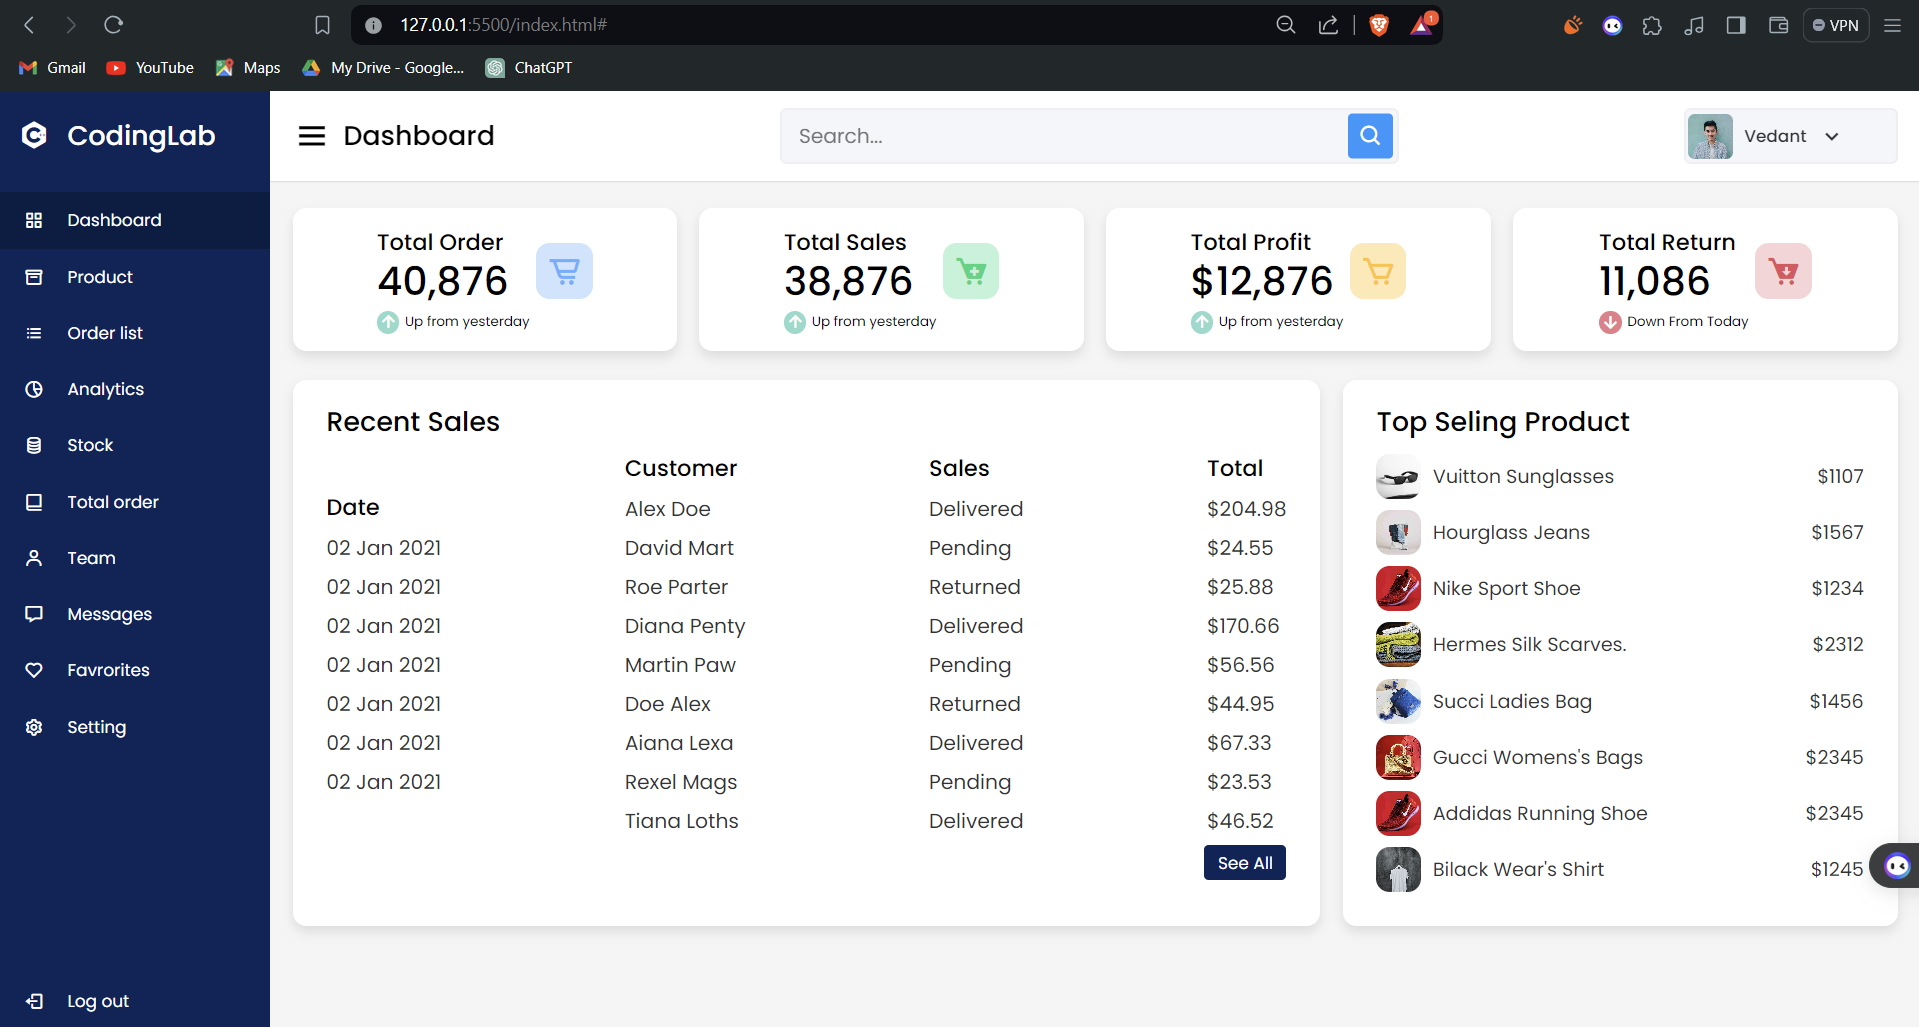 127.0.0.1:5500/index.html#
1
VPN
Gmail YouTube Maps My Drive - Google... ChatGPT
CodingLab
Dashboard
Product
Order list
Analytics
Stock
Total order
Team
Messages
Favrorites
Setting
Log out
Dashboard
Search...
Vedant
Total Order
40,876
Up from yesterday
Total Sales
38,876
Up from yesterday
Total Profit
$12,876
Up from yesterday
Total Return
11,086
Down From Today
Recent Sales
Date
02 Jan 2021
02 Jan 2021
02 Jan 2021
02 Jan 2021
02 Jan 2021
02 Jan 2021
02 Jan 2021
Customer
Alex Doe
David Mart
Roe Parter
Diana Penty
Martin Paw
Doe Alex
Aiana Lexa
Rexel Mags
Tiana Loths
Sales
Delivered
Pending
Returned
Delivered
Pending
Returned
Delivered
Pending
Delivered
Total
$204.98
$24.55
$25.88
$170.66
$56.56
$44.95
$67.33
$23.53
$46.52
See All
Top Seling Product
Vuitton Sunglasses $1107
Hourglass Jeans $1567
Nike Sport Shoe $1234
Hermes Silk Scarves. $2312
Succi Ladies Bag $1456
Gucci Womens's Bags $2345
Addidas Running Shoe $2345
Bilack Wear's Shirt $1245